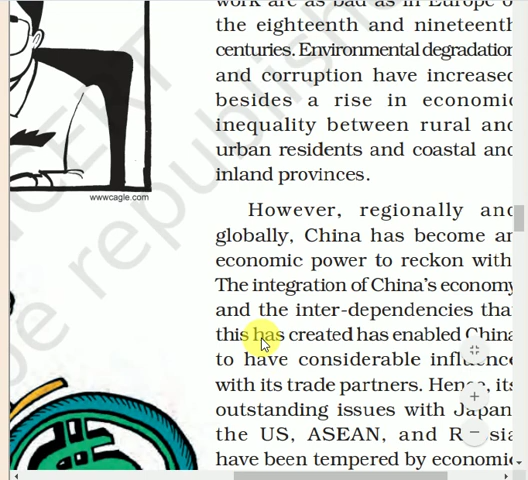 work are as bad as in Europe o
the eighteenth and nineteenth
centuries. Environmental degradation
and corruption have increased
besides a rise in economic
inequality between rural and
urban residents and coastal and
inland provinces.
www.cagle.com
However, regionally and
globally, China has become an
economic power to reckon with.
The integration of China's economy
and the inter-dependencies that
this has created has enabled China
to have considerable influence
with its trade partners. Hence, its
outstanding issues with Japan,
the US, ASEAN, and Russia
have been tempered by economic
NCERT
be republish